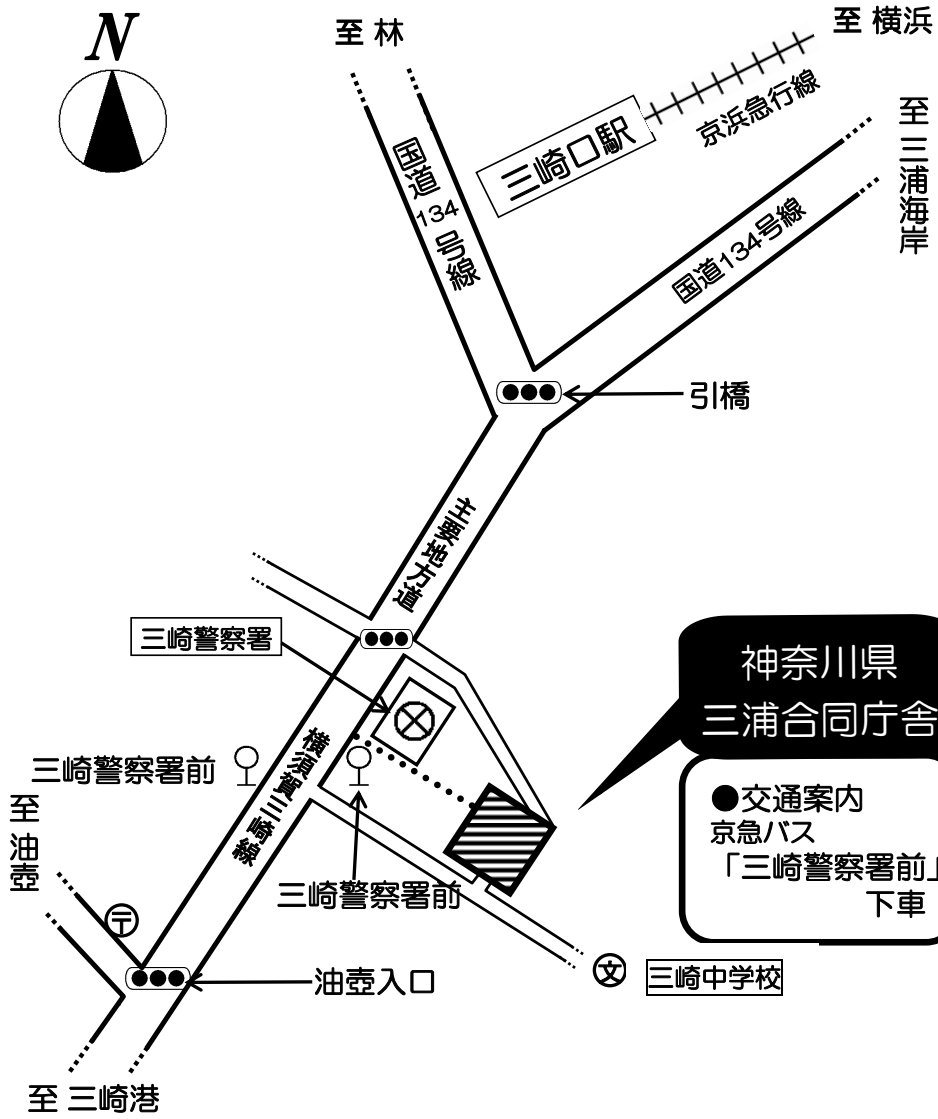 N
至 林
至 横浜
京浜急行線
三崎口駅
至 三浦海岸
国道134号線
国道134号線
引橋
主要地方道
三崎警察署
神奈川県
三浦合同庁舎
横須賀三崎線
三崎警察署前
●交通案内
京急バス
「三崎警察署前」
下車
至 油壺
三崎警察署前
〒
文
三崎中学校
油壺入口
至 三崎港